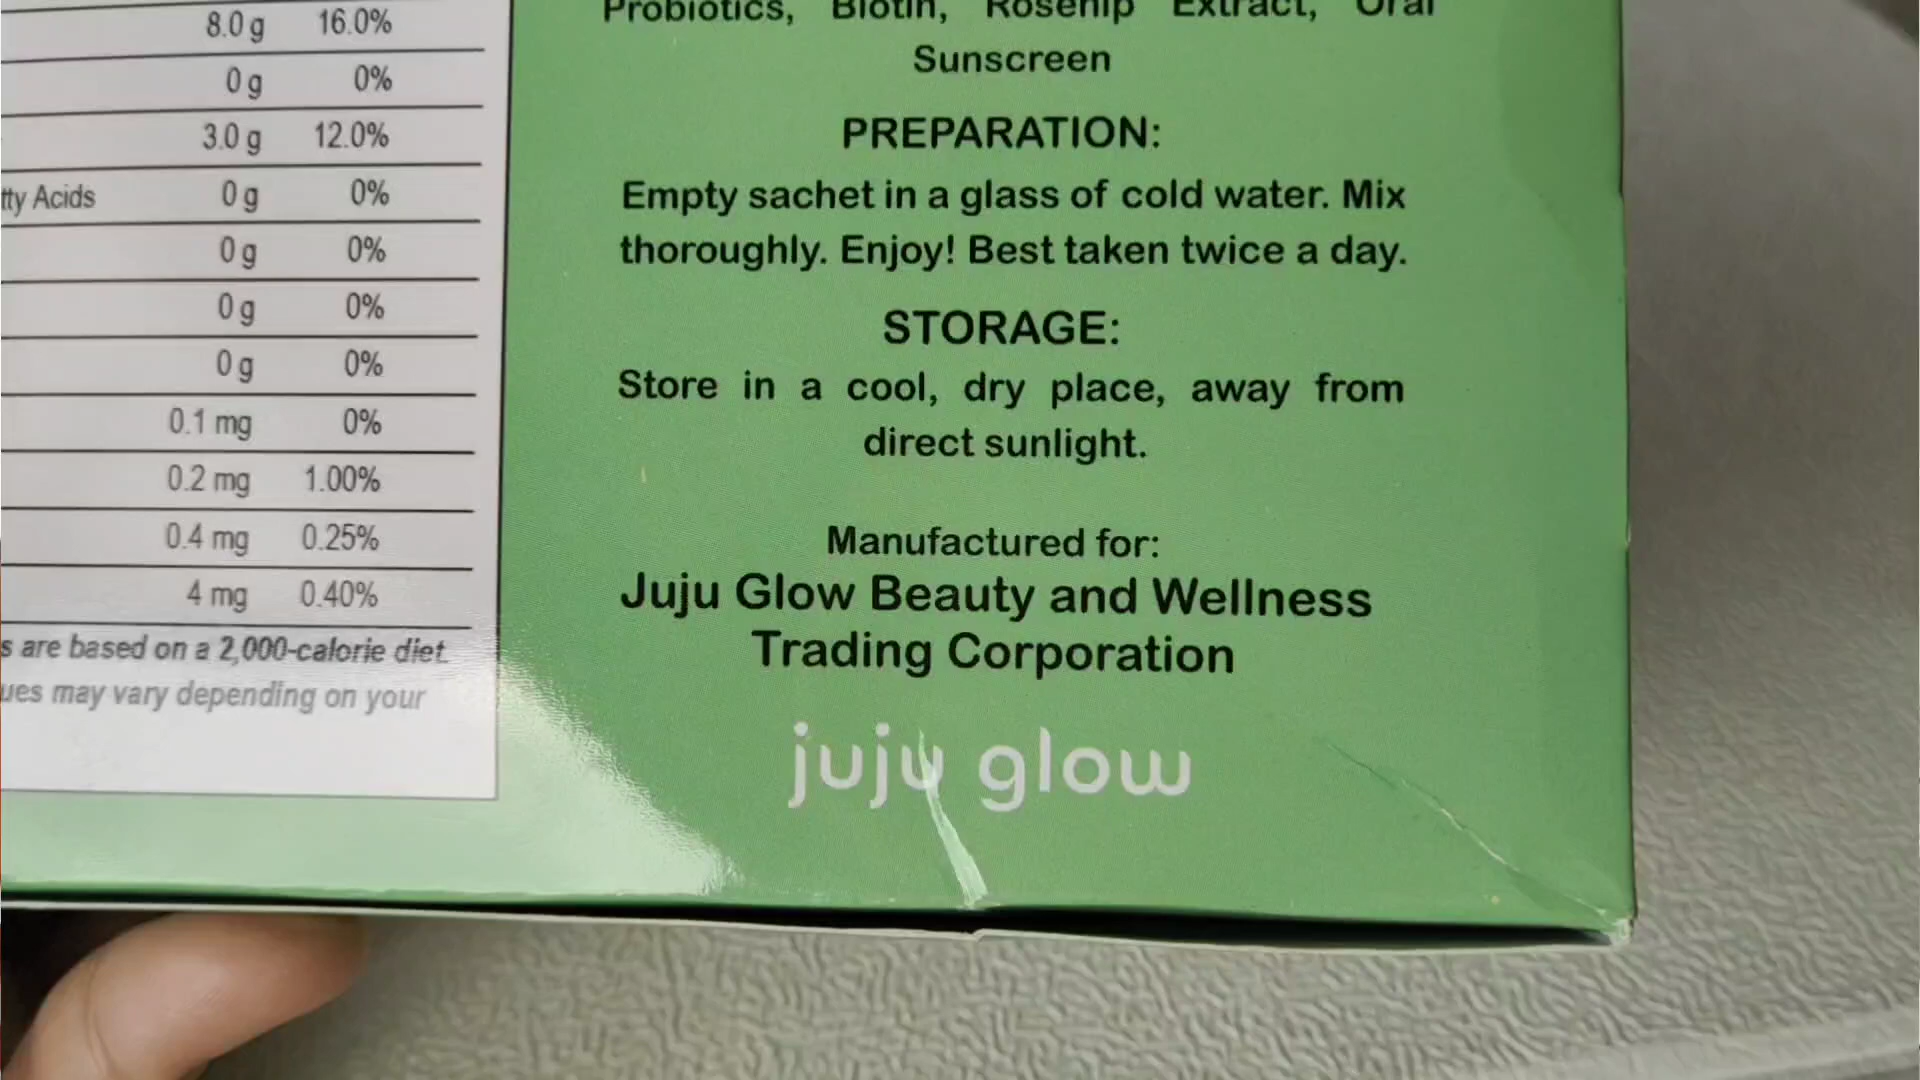 8.0 g 16.0%
0 g 0%
3.0 g 12.0%
tty Acids 0 g 0%
0 g 0%
0 g 0%
0 g 0%
0.1 mg 0%
0.2 mg 1.00%
0.4 mg 0.25%
4 mg 0.40%
s are based on a 2,000-calorie diet.
ues may vary depending on your
Probiotics, Biotin, Rosehip Extract, Oral
Sunscreen
PREPARATION:
Empty sachet in a glass of cold water. Mix
thoroughly. Enjoy! Best taken twice a day.
STORAGE:
Store in a cool, dry place, away from
direct sunlight.
Manufactured for:
Juju Glow Beauty and Wellness
Trading Corporation
juju glow